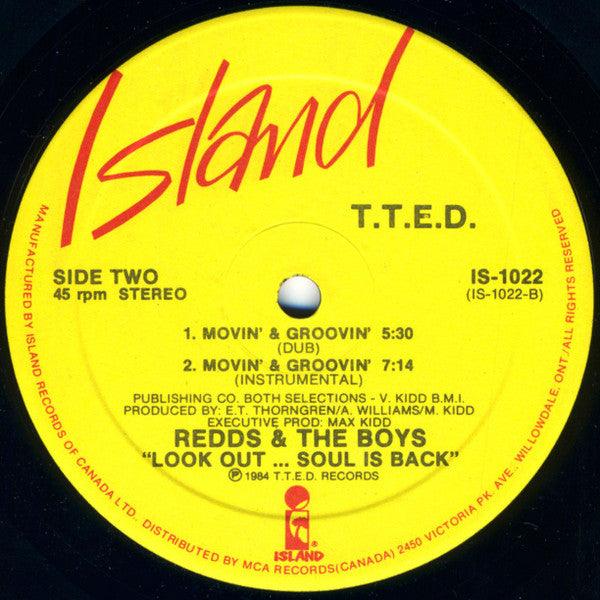 Island
T.T.E.D.
SIDE TWO
45 rpm STEREO
IS-1022
(IS-1022-B)
1. MOVIN' & GROOVIN' 5:30
(DUB)
2. MOVIN' & GROOVIN' 7:14
(INSTRUMENTAL)
PUBLISHING CO. BOTH SELECTIONS - V. KIDD B.M.I.
PRODUCED BY: E.T. THORNGREN/A. WILLIAMS/M. KIDD
EXECUTIVE PROD: MAX KIDD
REDDS & THE BOYS
"LOOK OUT ... SOUL IS BACK"
℗ 1984 T.T.E.D. RECORDS
ISLAND®
MANUFACTURED BY ISLAND RECORDS OF CANADA LTD., DISTRIBUTED BY MCA RECORDS(CANADA) 2450 VICTORIA PK. AVE., WILLOWDALE, ONT./ALL RIGHTS RESERVED